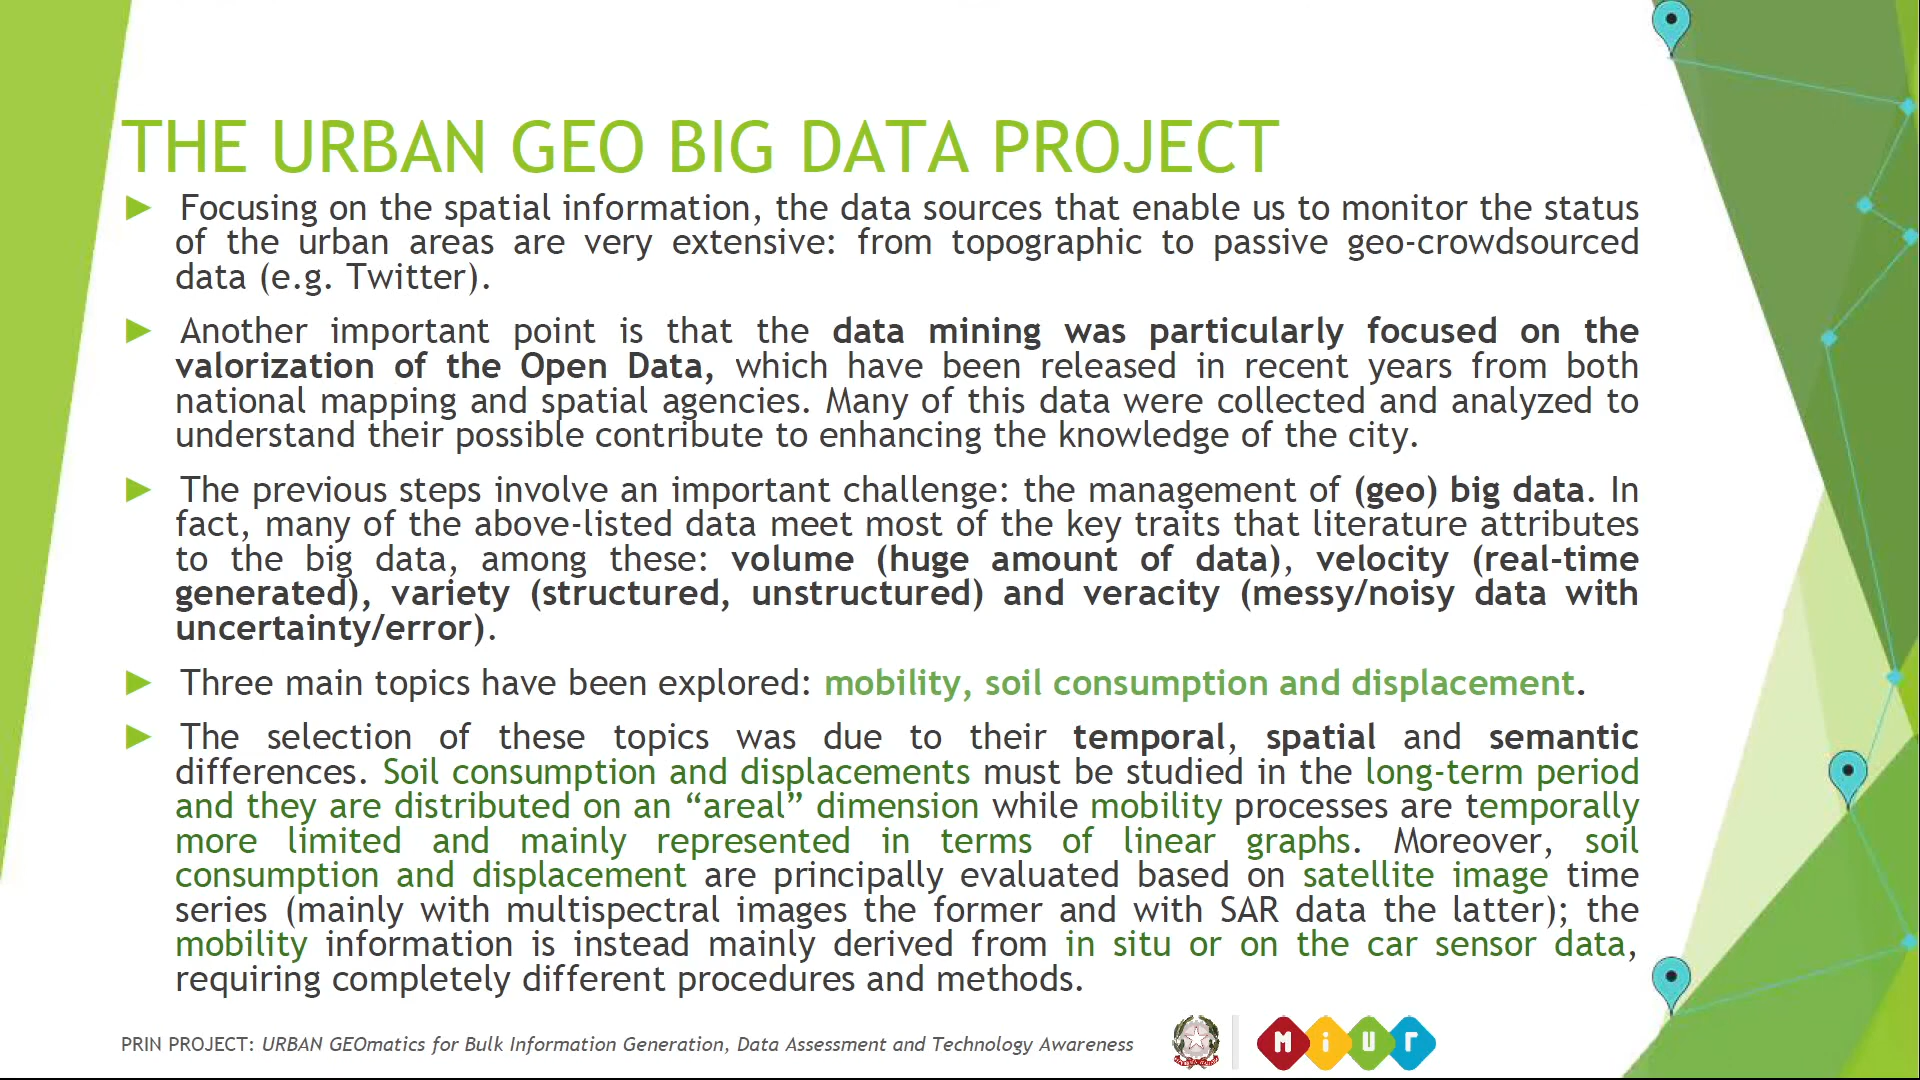 THE URBAN GEO BIG DATA PROJECT
Focusing on the spatial information, the data sources that enable us to monitor the status
of the urban areas are very extensive: from topographic to passive geo-crowdsourced
data (e.g. Twitter).
Another important point is that the data mining was particularly focused on the
valorization of the Open Data, which have been released in recent years from both
national mapping and spatial agencies. Many of this data were collected and analyzed to
understand their possible contribute to enhancing the knowledge of the city.
The previous steps involve an important challenge: the management of (geo) big data. In
fact, many of the above-listed data meet most of the key traits that literature attributes
to the big data, among these: volume (huge amount of data), velocity (real-time
generated), variety (structured, unstructured) and veracity (messy/noisy data with
uncertainty/error).
Three main topics have been explored: mobility, soil consumption and displacement.
The selection of these topics was due to their temporal, spatial and semantic
differences. Soil consumption and displacements must be studied in the long-term period
and they are distributed on an “areal” dimension while mobility processes are temporally
more limited and mainly represented in terms of linear graphs. Moreover, soil
consumption and displacement are principally evaluated based on satellite image time
series (mainly with multispectral images the former and with SAR data the latter); the
mobility information is instead mainly derived from in situ or on the car sensor data,
requiring completely different procedures and methods.
PRIN PROJECT: URBAN GEOmatics for Bulk Information Generation, Data Assessment and Technology Awareness
MiUr